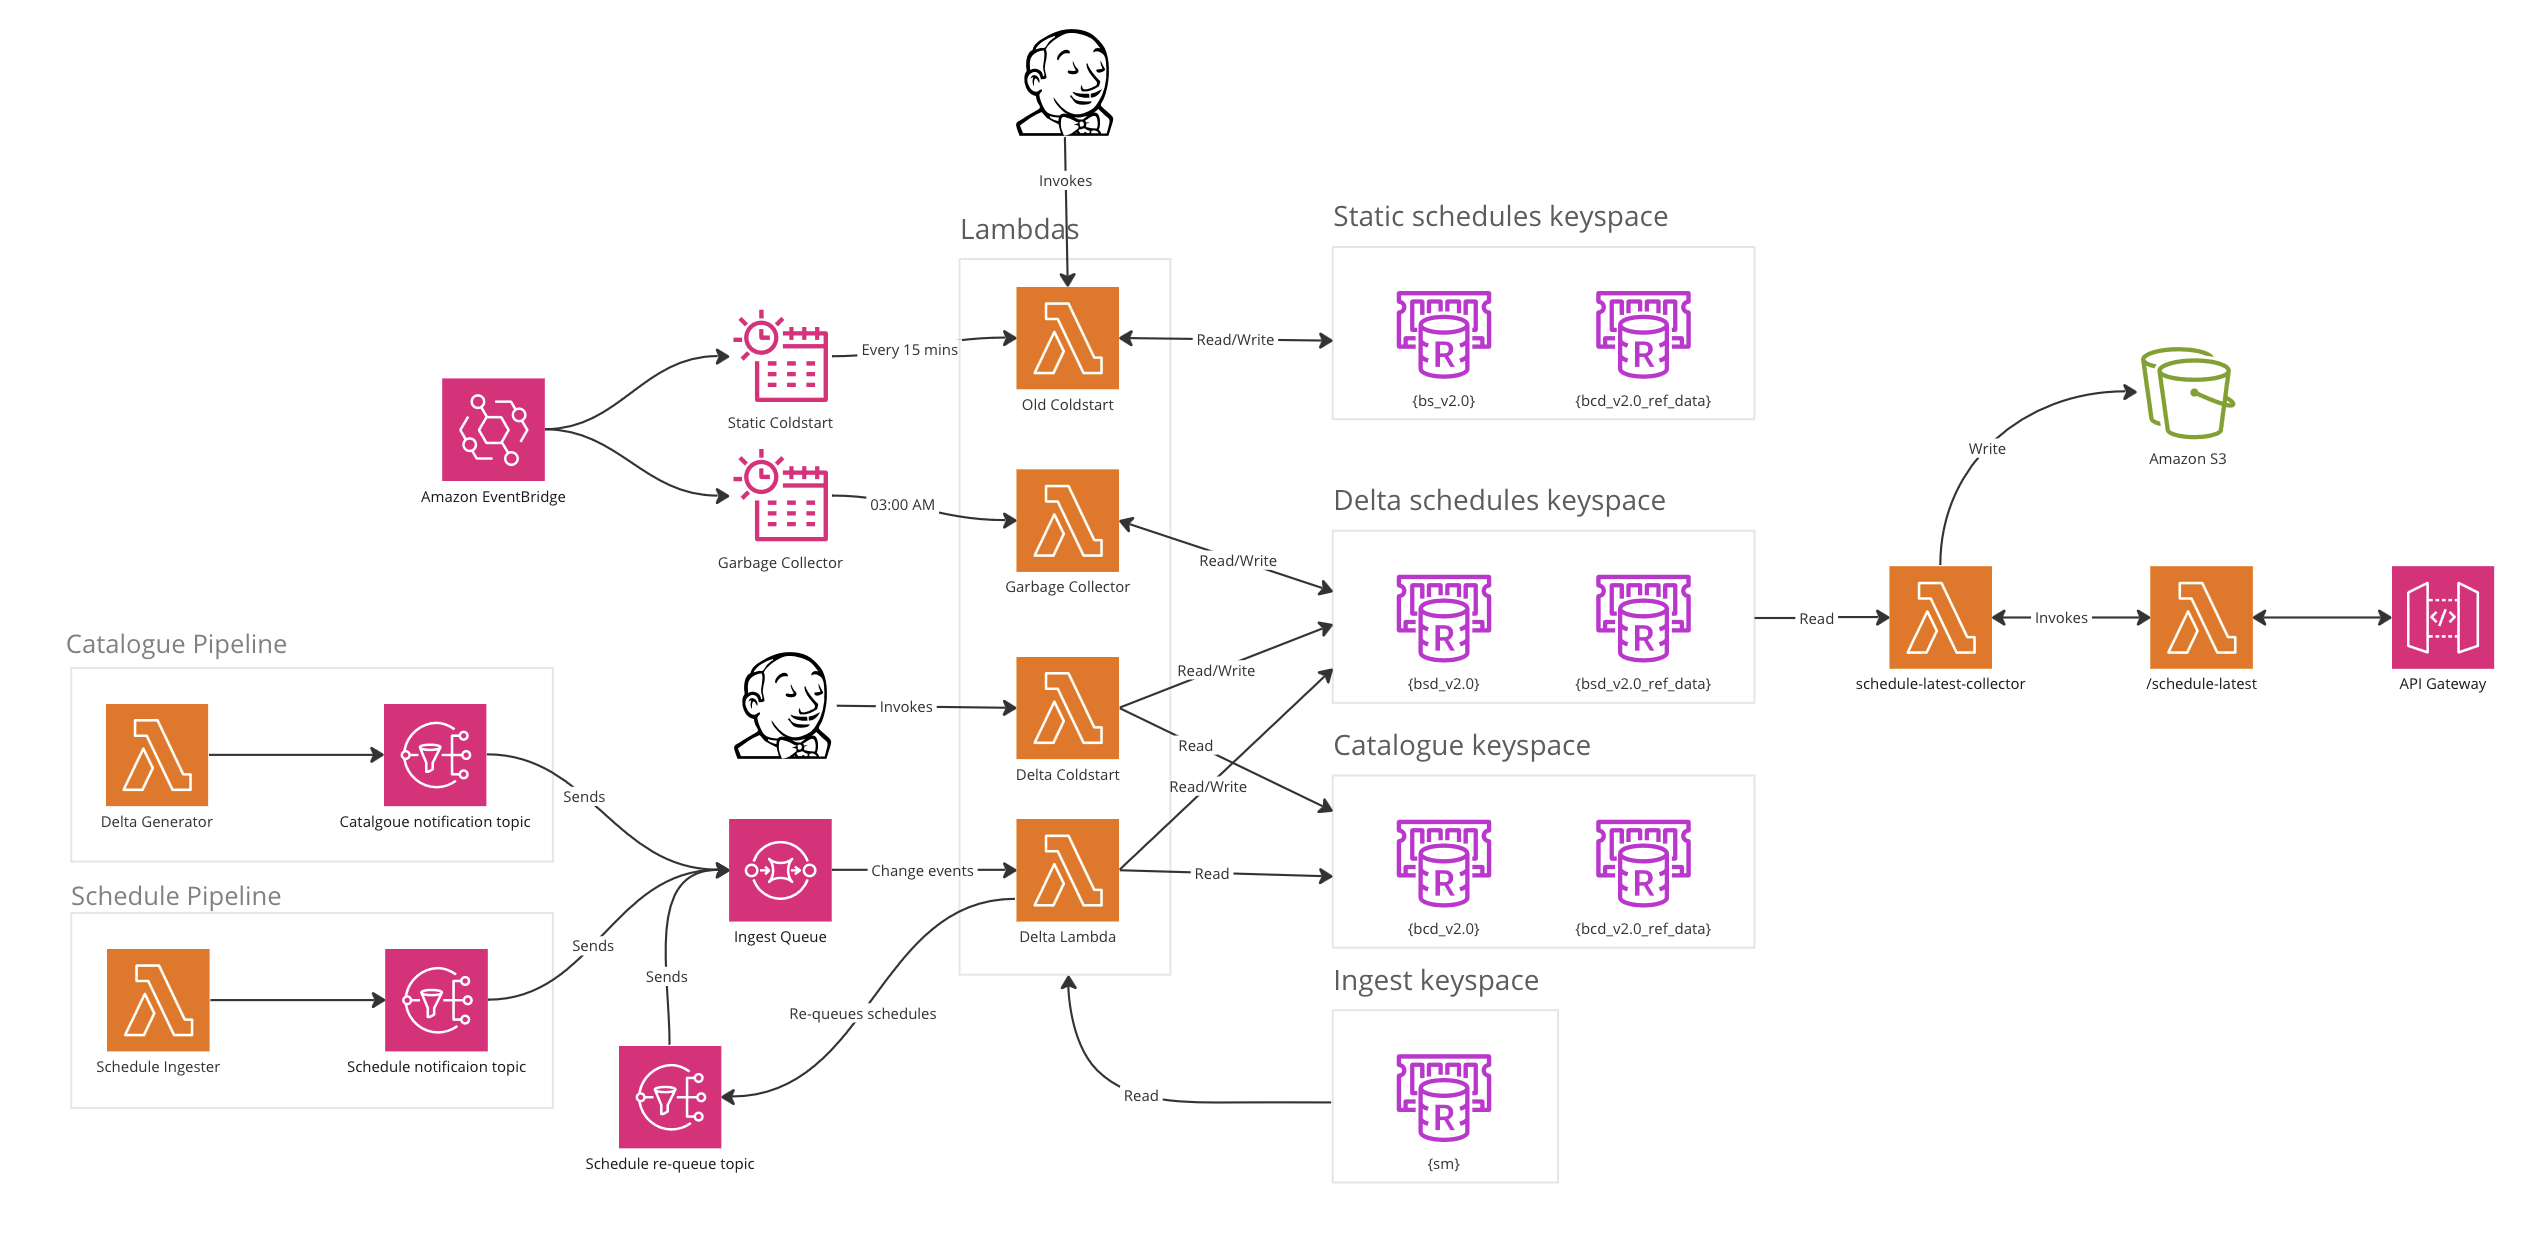 Invokes
Lambdas
Static schedules keyspace
Every 15 mins
Read/Write
Old Coldstart
{bs_v2.0}
{bcd_v2.0_ref_data}
Static Coldstart
Amazon EventBridge
03:00 AM
Garbage Collector
Garbage Collector
Write
Amazon S3
Delta schedules keyspace
Read/Write
{bsd_v2.0}
{bsd_v2.0_ref_data}
Read
schedule-latest-collector
Invokes
/schedule-latest
API Gateway
Catalogue Pipeline
Delta Generator
Catalgoue notification topic
Sends
Invokes
Delta Coldstart
Read/Write
Read
Read/Write
Catalogue keyspace
{bcd_v2.0}
{bcd_v2.0_ref_data}
Ingest Queue
Change events
Delta Lambda
Read
Schedule Pipeline
Schedule Ingester
Schedule notificaion topic
Sends
Sends
Re-queues schedules
Schedule re-queue topic
Ingest keyspace
Read
{sm}
R
R
R
R
R
R
R